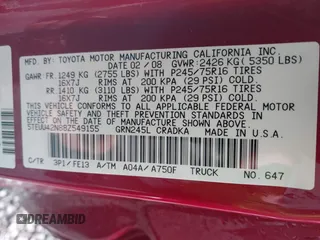 MFD. BY: TOYOTA MOTOR MANUFACTURING CALIFORNIA INC.
DATE 02 / 08 GVWR: 2426 KG ( 5350 LBS)
GAWR FR. 1249 KG (2755 LBS) WITH P245/75R16 TIRES
16X7J RIMS AT 200 KPA (29 PSI) COLD
RR. 1410 KG (3110 LBS) WITH P245/75R16 TIRES
16X7J RIMS AT 200 KPA (29 PSI) COLD
THIS VEHICLE CONFORMS TO ALL APPLICABLE FEDERAL MOTOR
VEHICLE SAFETY STANDARDS IN EFFECT ON THE DATE OF
MANUFACTURE SHOWN ABOVE.
5TEUU42N68Z549155 GRN245L CRADKA MADE IN U.S.A.
C/TR 3P1/FE13 A/TM A04A/ A750F TRUCK NO. 647
DREAMBID